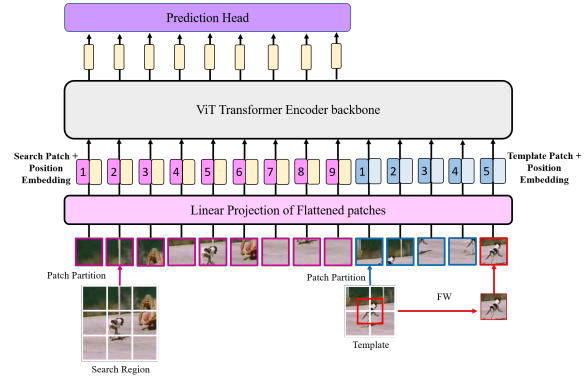 Prediction Head
ViT Transformer Encoder backbone
Search Patch +
Position
Embedding
1 2 3 4 5 6 7 8 9 1 2 3 4 5
Template Patch +
Position
Embedding
Linear Projection of Flattened patches
Patch Partition
Patch Partition
FW
Search Region
Template